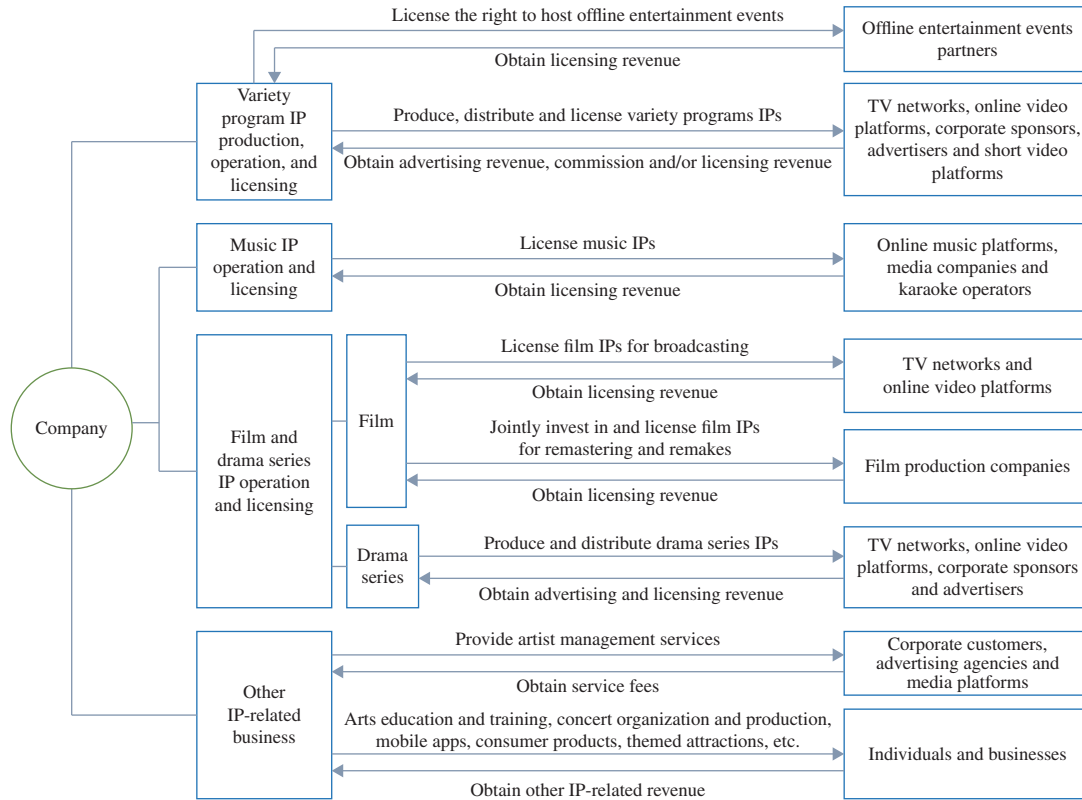 License the right to host offline entertainment events
Obtain licensing revenue
Offline entertainment events
partners
Variety
program IP
production,
operation, and
licensing
Produce, distribute and license variety programs IPs
Obtain advertising revenue, commission and/or licensing revenue
TV networks, online video
platforms, corporate sponsors,
advertisers and short video
platforms
Music IP
operation and
licensing
License music IPs
Obtain licensing revenue
Online music platforms,
media companies and
karaoke operators
Company
Film and
drama series
IP operation
and licensing
Film
License film IPs for broadcasting
Obtain licensing revenue
TV networks and
online video platforms
Jointly invest in and license film IPs
for remastering and remakes
Obtain licensing revenue
Film production companies
Drama
series
Produce and distribute drama series IPs
Obtain advertising and licensing revenue
TV networks, online video
platforms, corporate sponsors
and advertisers
Other
IP-related
business
Provide artist management services
Obtain service fees
Corporate customers,
advertising agencies and
media platforms
Arts education and training, concert organization and production,
mobile apps, consumer products, themed attractions, etc.
Obtain other IP-related revenue
Individuals and businesses